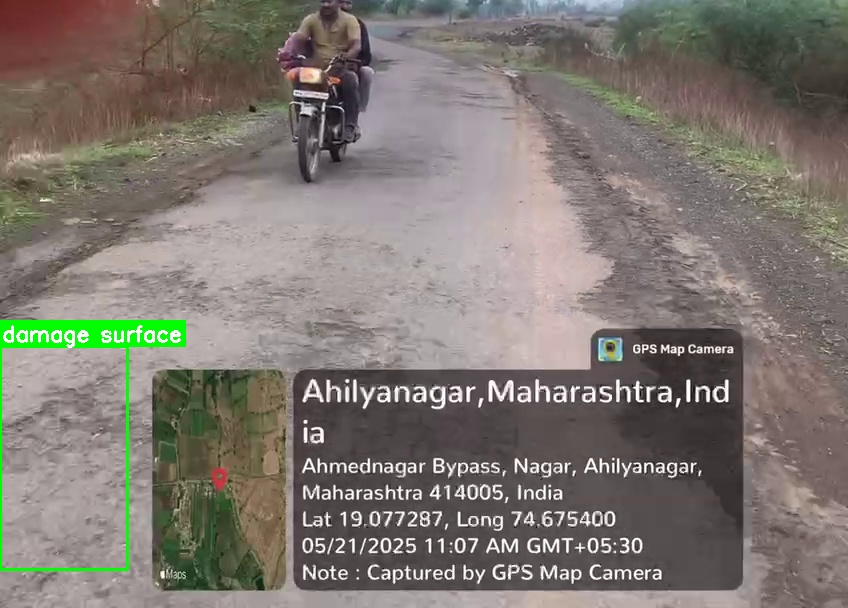 damage surface
GPS Map Camera
Ahilyanagar,Maharashtra,Ind
ia
Ahmednagar Bypass, Nagar, Ahilyanagar,
Maharashtra 414005, India
Lat 19.077287, Long 74.675400
05/21/2025 11:07 AM GMT+05:30
Note : Captured by GPS Map Camera
Maps